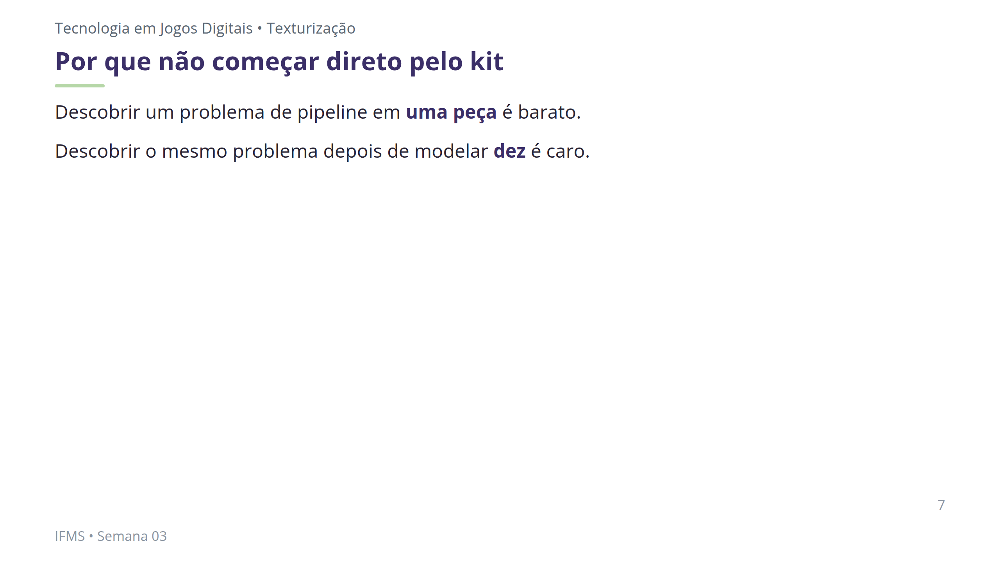 Tecnologia em Jogos Digitais • Texturização
Por que não começar direto pelo kit
Descobrir um problema de pipeline em uma peça é barato.
Descobrir o mesmo problema depois de modelar dez é caro.
7
IFMS • Semana 03